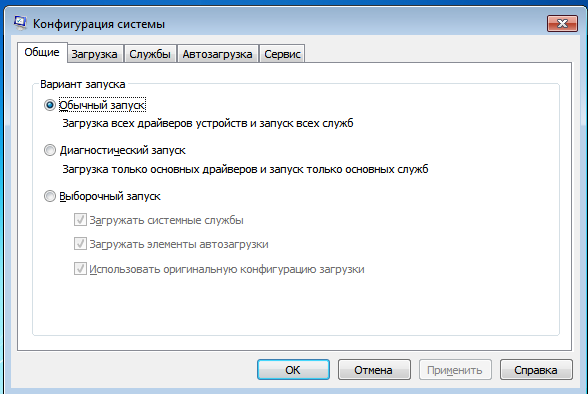 Конфигурация системы
Общие Загрузка Службы Автозагрузка Сервис
Вариант запуска
Обычный запуск
Загрузка всех драйверов устройств и запуск всех служб
Диагностический запуск
Загрузка только основных драйверов и запуск только основных служб
Выборочный запуск
Загружать системные службы
Загружать элементы автозагрузки
Использовать оригинальную конфигурацию загрузки
ОК Отмена Применить Справка